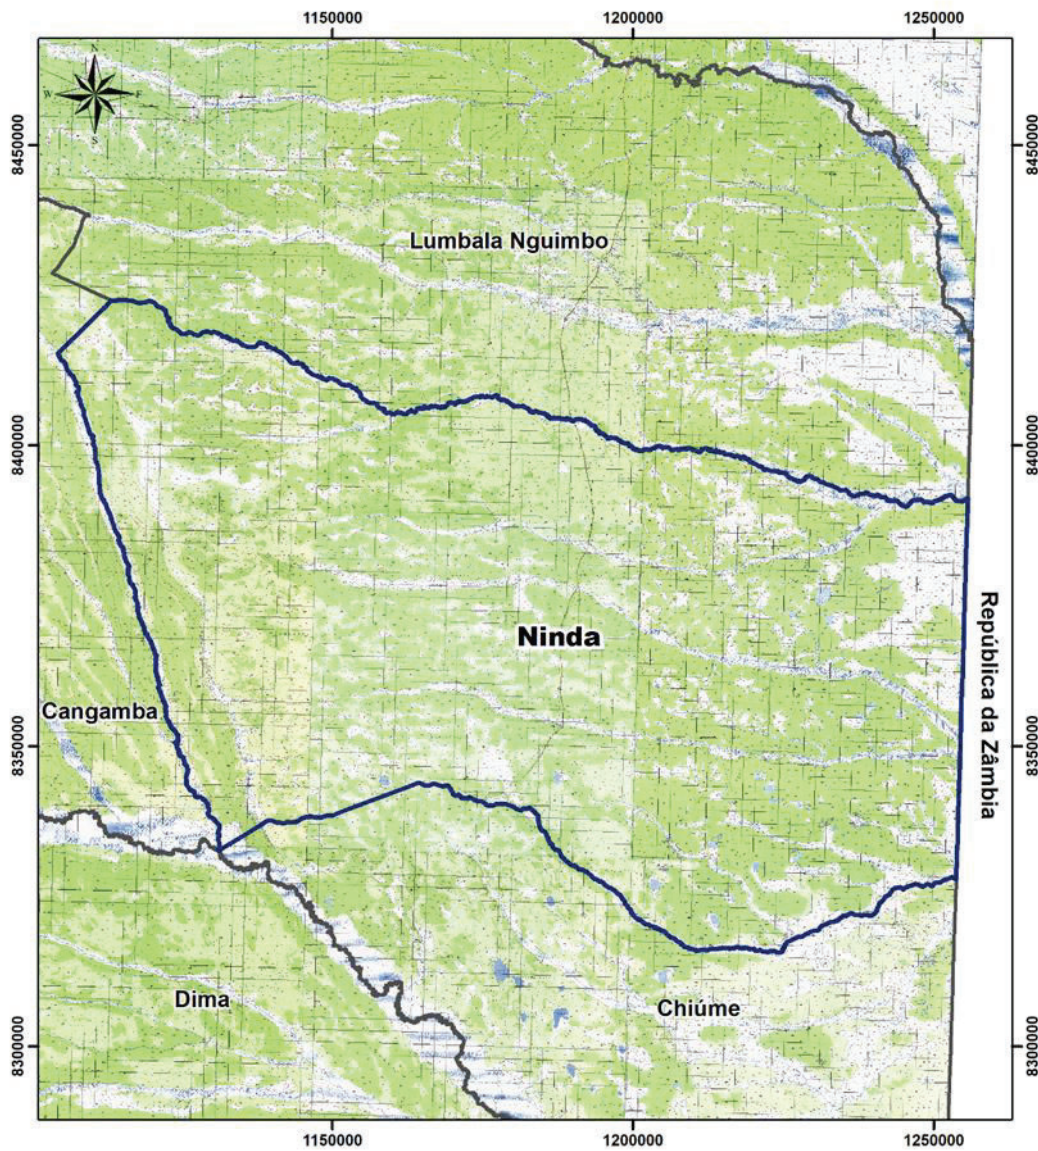 1150000 1200000 1250000
N
W E
S
8450000 8450000
Lumbala Nguimbo
8400000 8400000
Ninda
República da Zâmbia
Cangamba
8350000 8350000
Dima
Chiúme
8300000 8300000
1150000 1200000 1250000